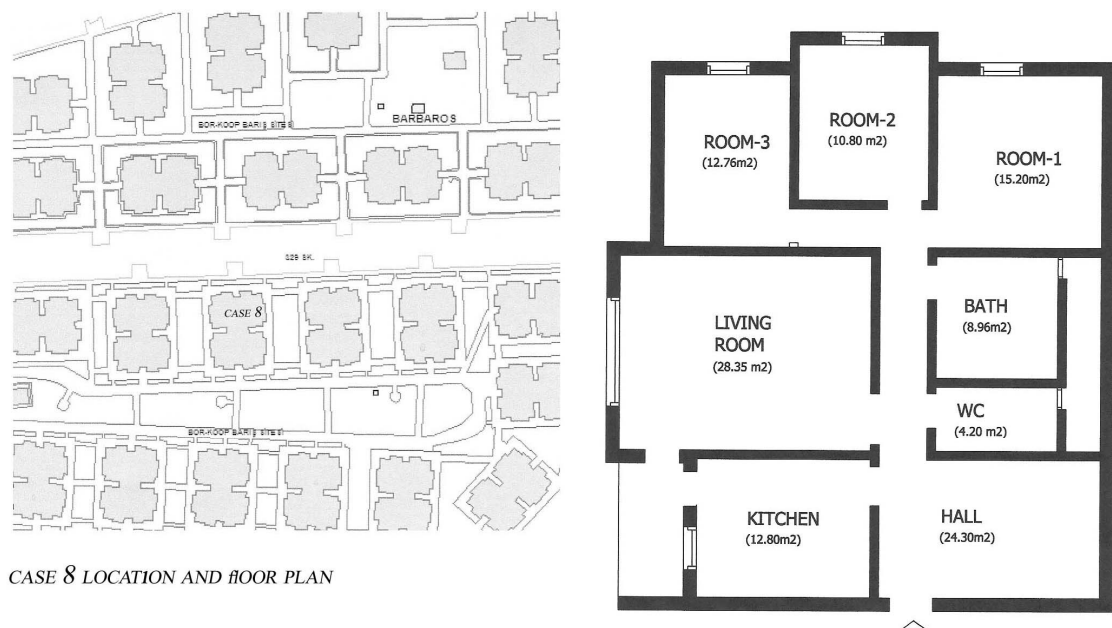 BOR-KOOP BARIŞ SİTESİ
BARBAROS
329 SK.
CASE 8
BOR-KOOP BARIŞ SİTESİ
CASE 8 LOCATION AND flOOR PLAN
ROOM-3
(12.76m2)
ROOM-2
(10.80 m2)
ROOM-1
(15.20m2)
LIVING
ROOM
(28.35 m2)
BATH
(8.96m2)
WC
(4.20 m2)
KITCHEN
(12.80m2)
HALL
(24.30m2)